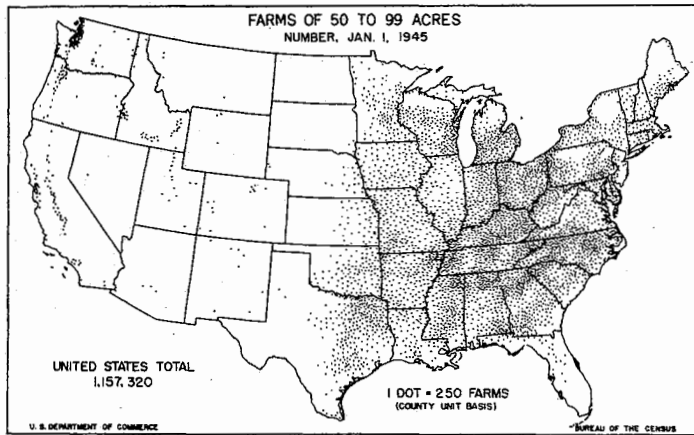 FARMS OF 50 TO 99 ACRES
NUMBER, JAN. 1, 1945
UNITED STATES TOTAL
1,157,320
1 DOT = 250 FARMS
(COUNTY UNIT BASIS)
U. S. DEPARTMENT OF COMMERCE
BUREAU OF THE CENSUS